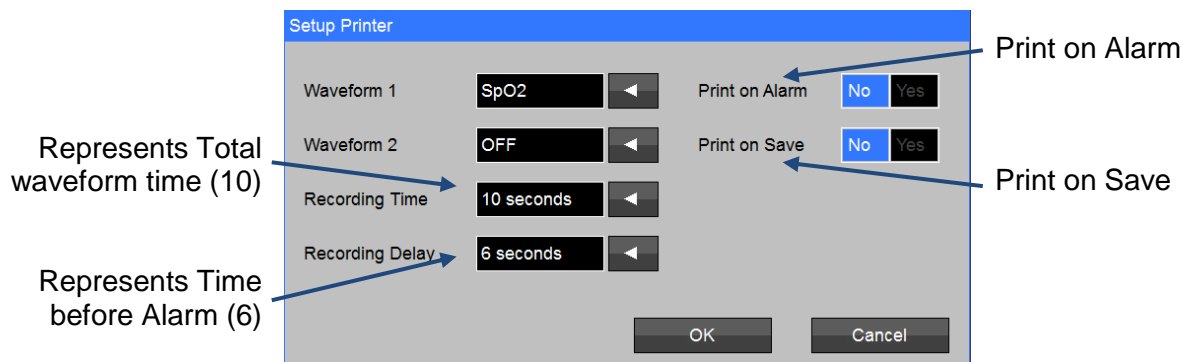 Setup Printer
Print on Alarm
Waveform 1
SpO2
Print on Alarm
No
Yes
Waveform 2
OFF
Print on Save
No
Yes
Represents Total
waveform time (10)
Print on Save
Recording Time
10 seconds
Recording Delay
6 seconds
Represents Time
before Alarm (6)
OK
Cancel